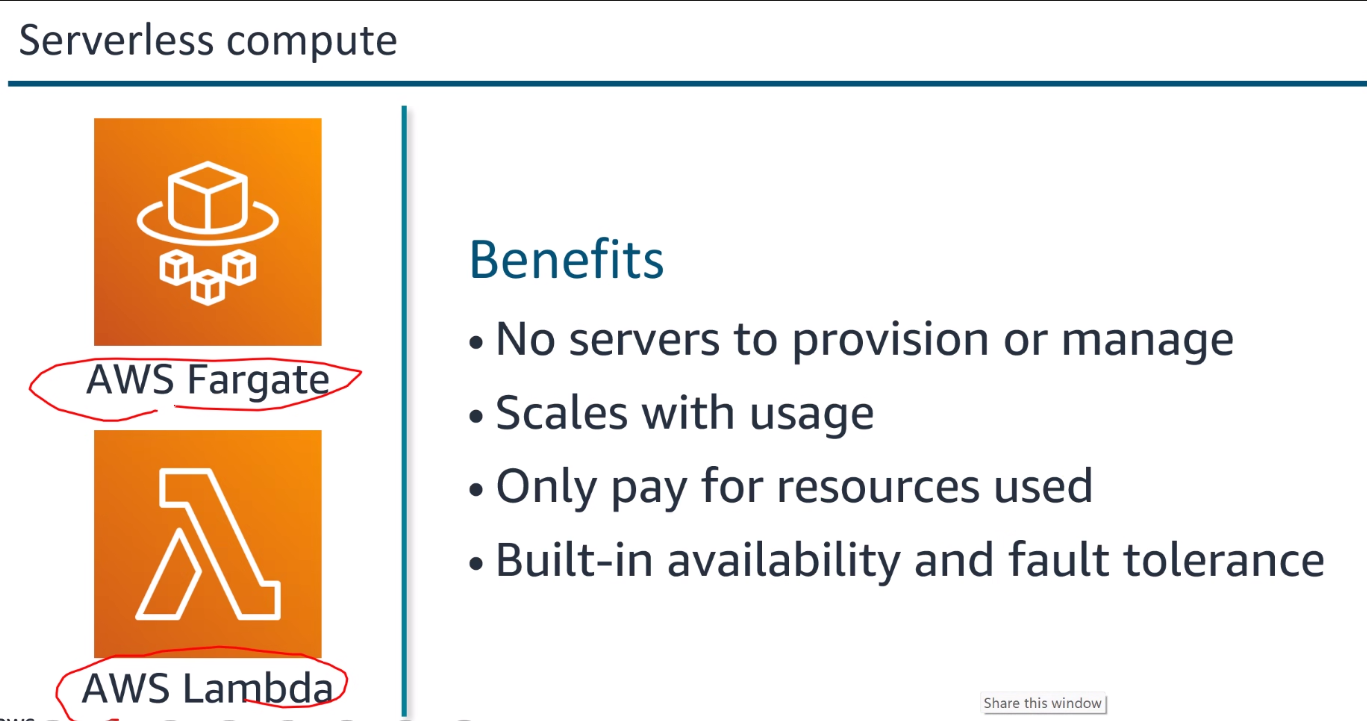 Serverless compute
AWS Fargate
AWS Lambda
Benefits
• No servers to provision or manage
• Scales with usage
• Only pay for resources used
• Built-in availability and fault tolerance
Share this window